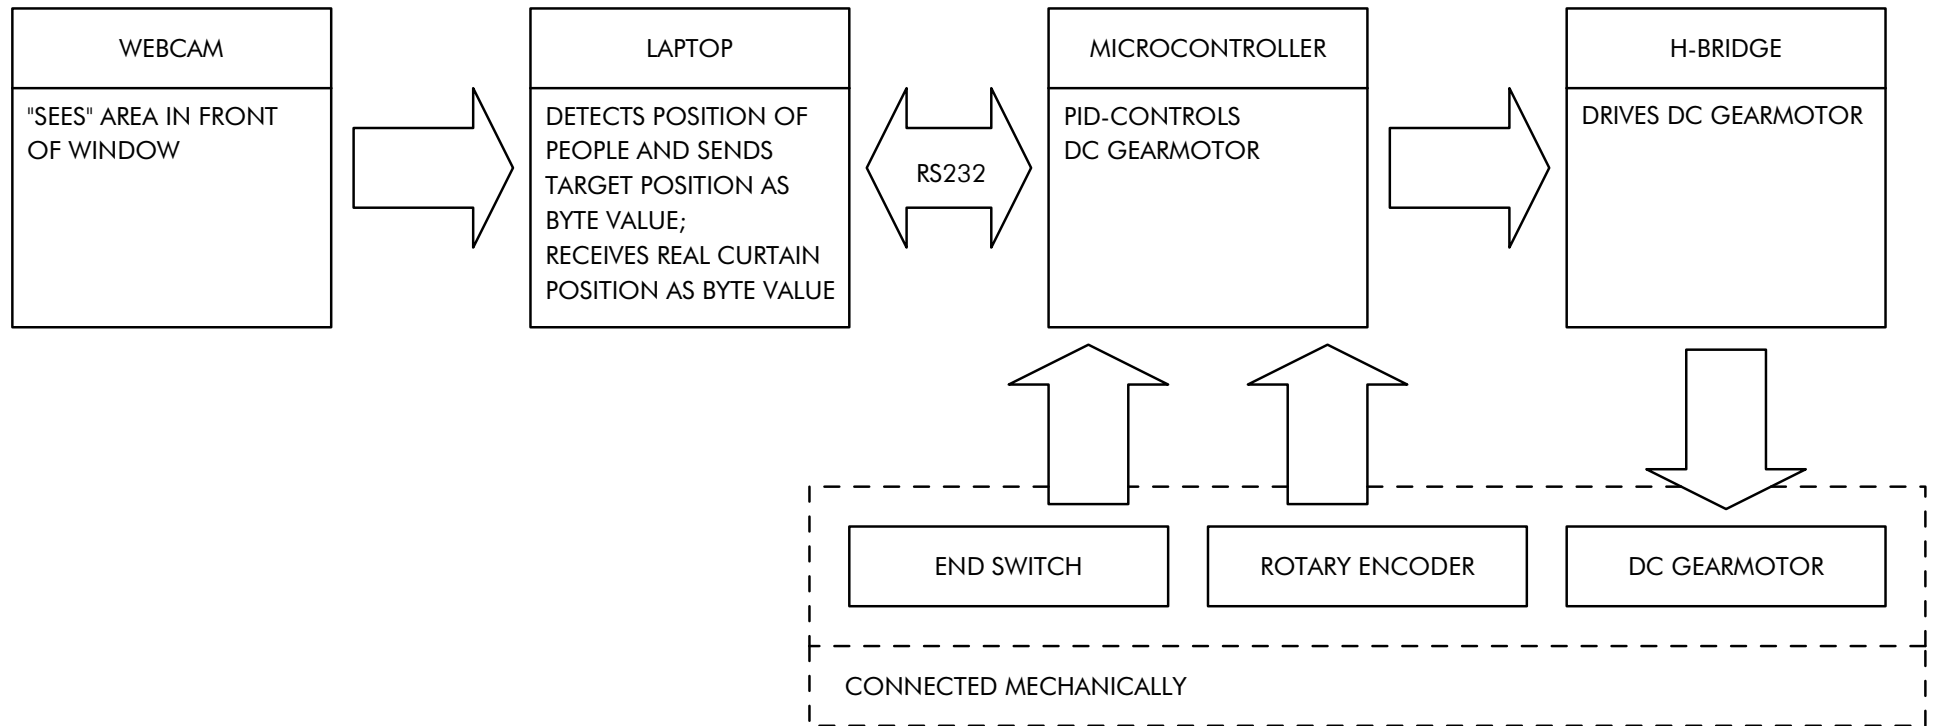 WEBCAM
"SEES" AREA IN FRONT
OF WINDOW
LAPTOP
DETECTS POSITION OF
PEOPLE AND SENDS
TARGET POSITION AS
BYTE VALUE;
RECEIVES REAL CURTAIN
POSITION AS BYTE VALUE
RS232
MICROCONTROLLER
PID-CONTROLS
DC GEARMOTOR
H-BRIDGE
DRIVES DC GEARMOTOR
END SWITCH
ROTARY ENCODER
DC GEARMOTOR
CONNECTED MECHANICALLY